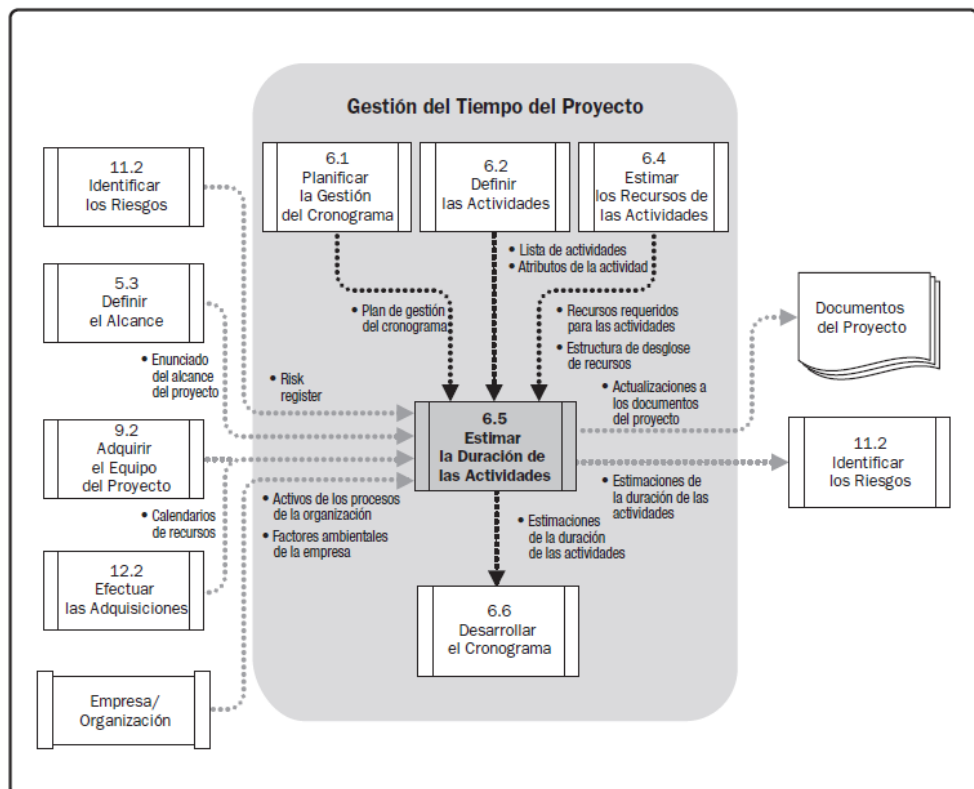 Gestión del Tiempo del Proyecto
11.2
Identificar
los Riesgos
6.1
Planificar
la Gestión
del Cronograma
6.2
Definir
las Actividades
6.4
Estimar
los Recursos de
las Actividades
• Lista de actividades
• Atributos de la actividad
5.3
Definir
el Alcance
• Plan de gestión
del cronograma
• Recursos requeridos
para las actividades
• Estructura de desglose
de recursos
Documentos
del Proyecto
• Enunciado
del alcance
del proyecto
• Risk
register
• Actualizaciones a
los documentos
del proyecto
9.2
Adquirir
el Equipo
del Proyecto
6.5
Estimar
la Duración de
las Actividades
11.2
Identificar
los Riesgos
• Calendarios
de recursos
• Activos de los procesos
de la organización
• Factores ambientales
de la empresa
• Estimaciones de
la duración de las
actividades
• Estimaciones
de la duración
de las actividades
12.2
Efectuar
las Adquisiciones
6.6
Desarrollar
el Cronograma
Empresa/
Organización